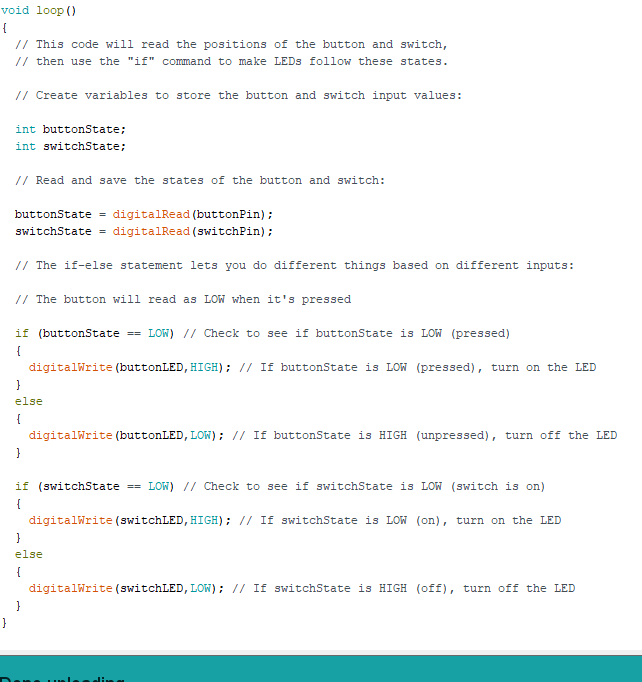 void loop()
{
// This code will read the positions of the button and switch,
// then use the "if" command to make LEDs follow these states.
// Create variables to store the button and switch input values:
int buttonState;
int switchState;
// Read and save the states of the button and switch:
buttonState = digitalRead(buttonPin);
switchState = digitalRead(switchPin);
// The if-else statement lets you do different things based on different inputs:
// The button will read as LOW when it's pressed
if (buttonState == LOW) // Check to see if buttonState is LOW (pressed)
{
digitalWrite(buttonLED,HIGH); // If buttonState is LOW (pressed), turn on the LED
}
else
{
digitalWrite(buttonLED,LOW); // If buttonState is HIGH (unpressed), turn off the LED
}
if (switchState == LOW) // Check to see if switchState is LOW (switch is on)
{
digitalWrite(switchLED,HIGH); // If switchState is LOW (on), turn on the LED
}
else
{
digitalWrite(switchLED,LOW); // If switchState is HIGH (off), turn off the LED
}
}
Done uploading